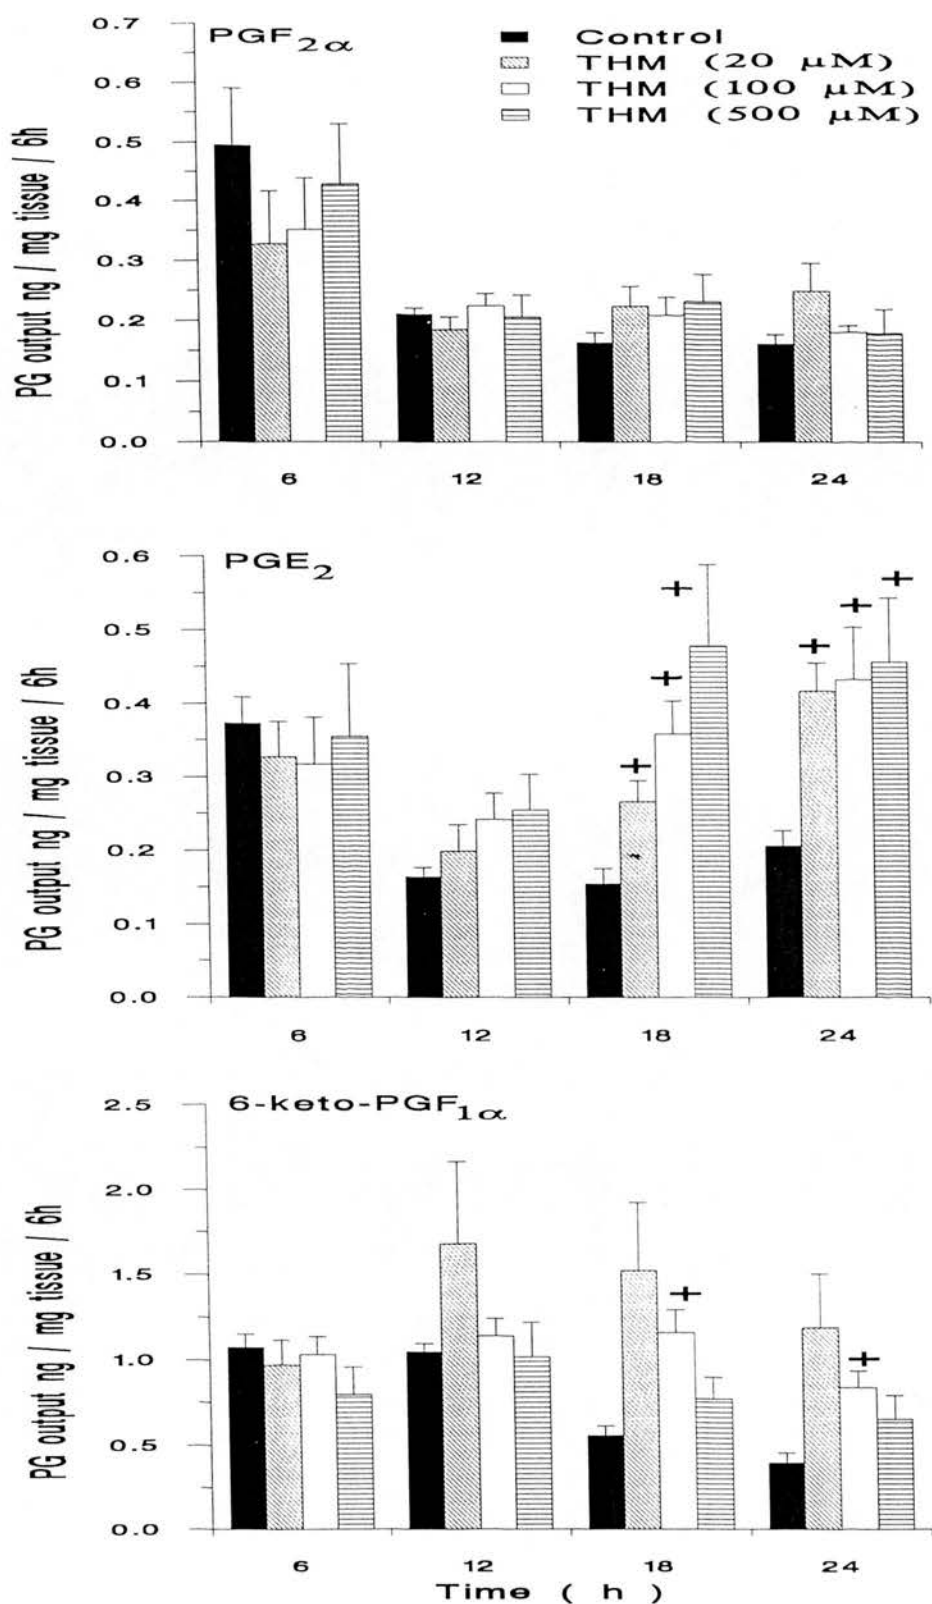 PGF2α
Control
THM (20 μM)
THM (100 μM)
THM (500 μM)
PG output ng / mg tissue / 6h
0.7
0.6
0.5
0.4
0.3
0.2
0.1
0.0
6 12 18 24
PGE2
PG output ng / mg tissue / 6h
0.6
0.5
0.4
0.3
0.2
0.1
0.0
+ + + + + +
6 12 18 24
6-keto-PGF1α
PG output ng / mg tissue / 6h
2.5
2.0
1.5
1.0
0.5
0.0
+ +
6 12 18 24
Time ( h )